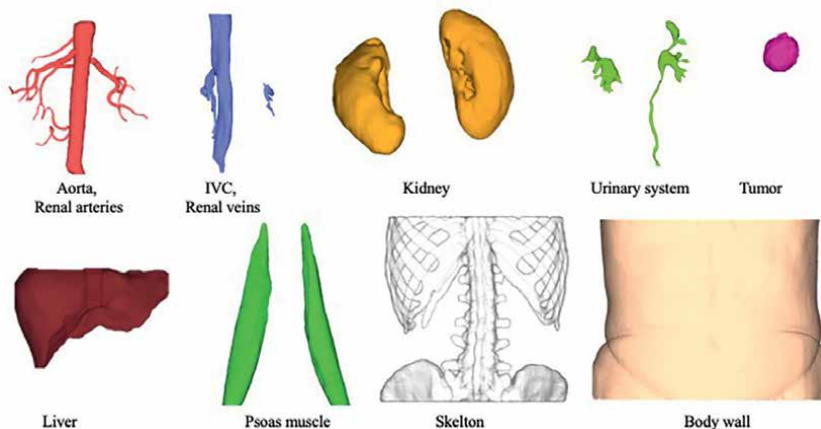 Aorta,
Renal arteries
IVC,
Renal veins
Kidney
Urinary system
Tumor
Liver
Psoas muscle
Skelton
Body wall